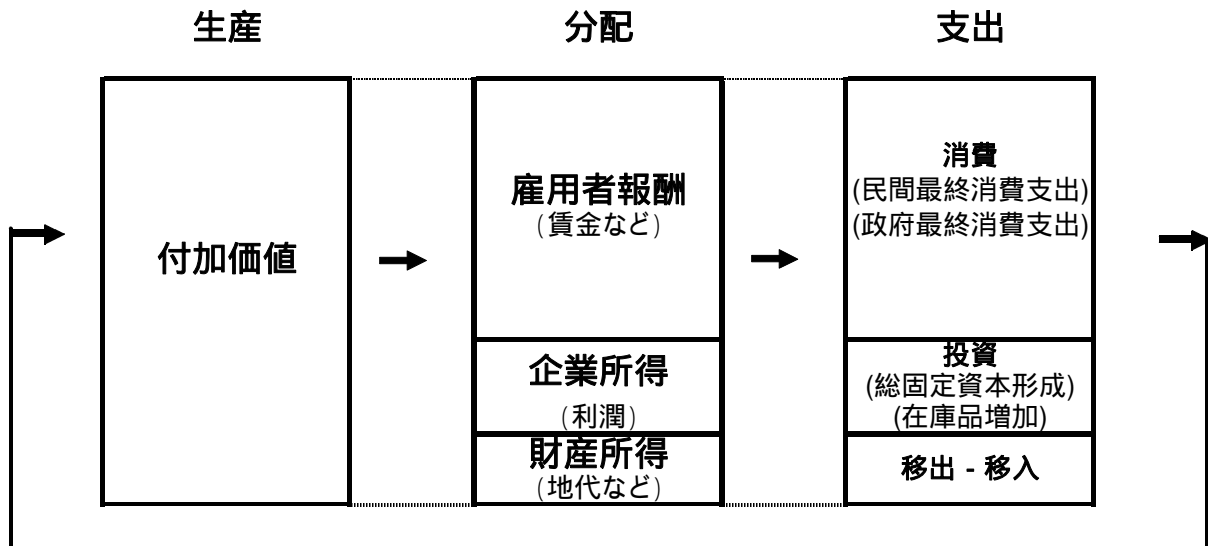 生産
分配
支出
付加価値
雇用者報酬
(賃金など)
企業所得
(利潤)
財産所得
(地代など)
消費
(民間最終消費支出)
(政府最終消費支出)
投資
(総固定資本形成)
(在庫品増加)
移出 - 移入